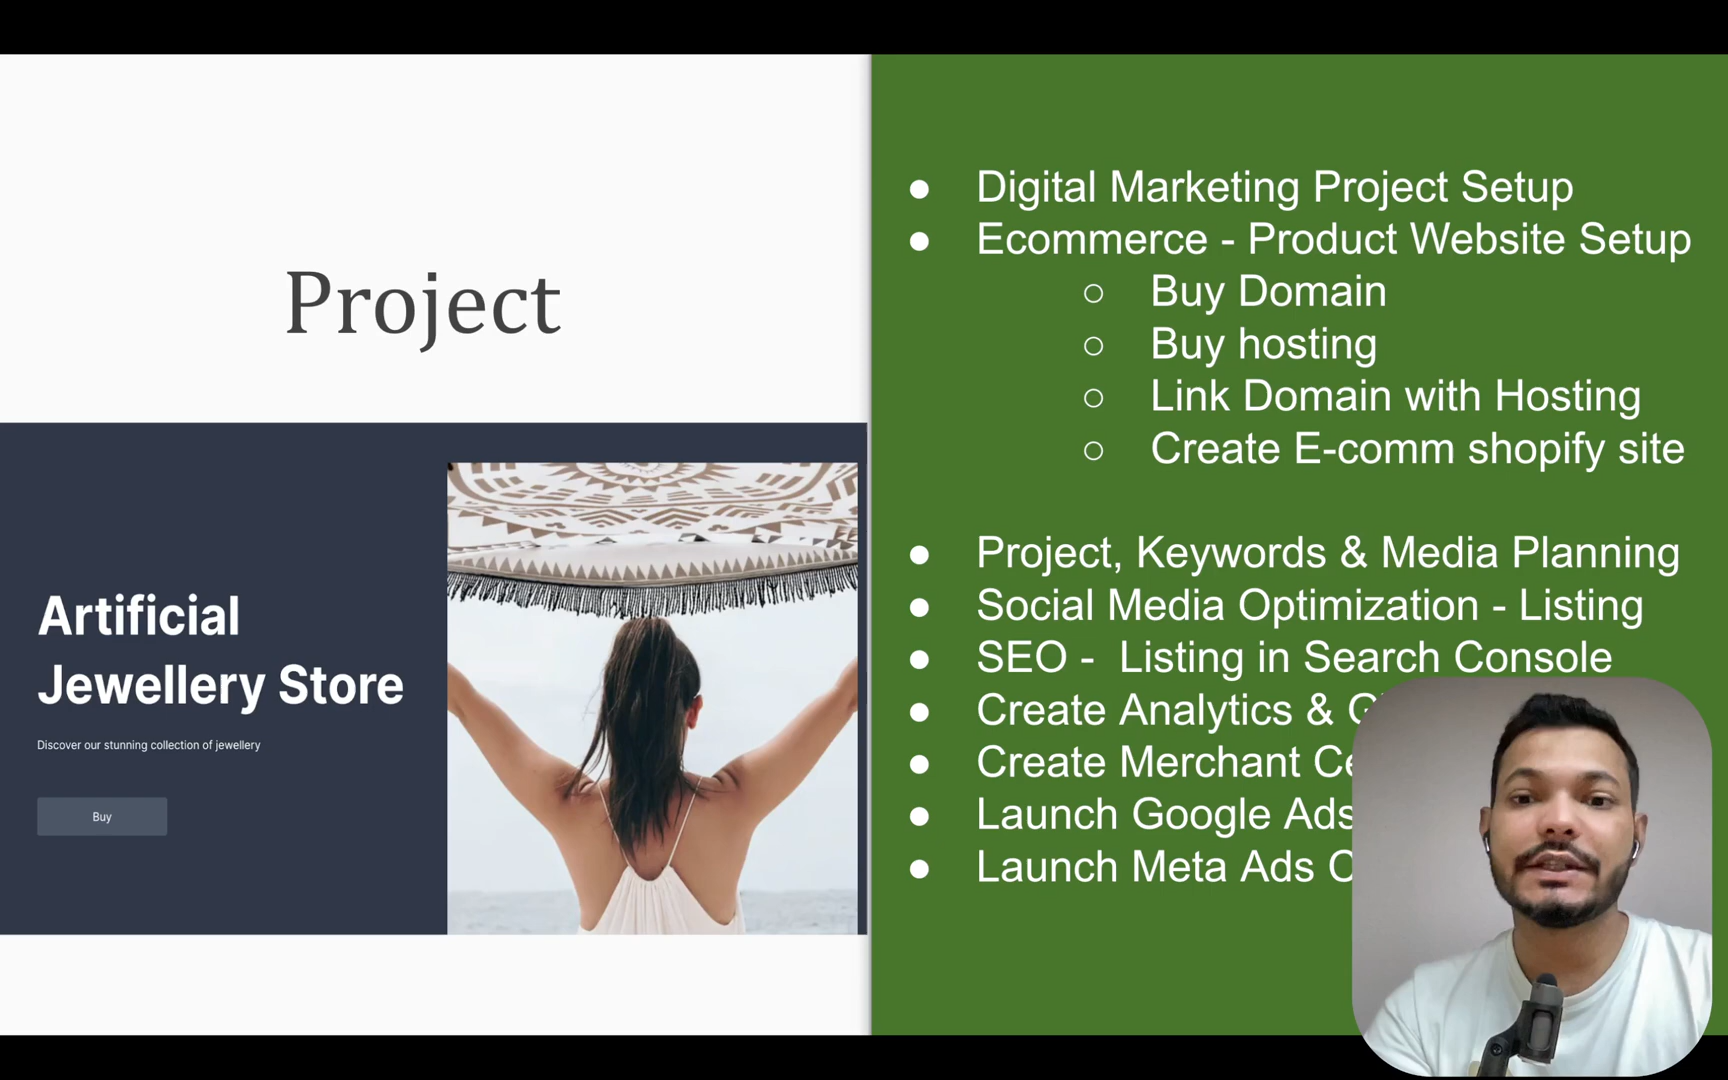 Project
Artificial
Jewellery Store
Discover our stunning collection of jewellery
Buy
● Digital Marketing Project Setup
● Ecommerce - Product Website Setup
○ Buy Domain
○ Buy hosting
○ Link Domain with Hosting
○ Create E-comm shopify site
● Project, Keywords & Media Planning
● Social Media Optimization - Listing
● SEO - Listing in Search Console
● Create Analytics &
● Create Merchant
● Launch Google Ads
● Launch Meta Ads